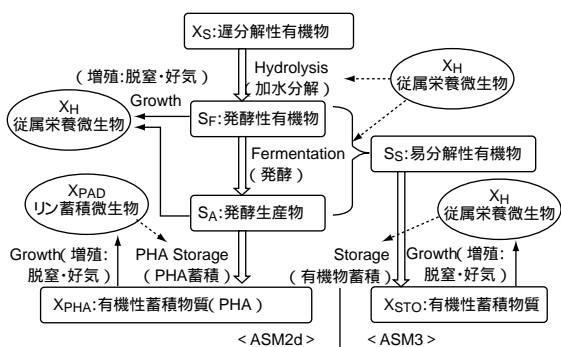 XS:遅分解性有機物
(増殖:脱窒・好気)
Hydrolysis
(加水分解)
XH
従属栄養微生物
XH
従属栄養微生物
Growth
SF:発酵性有機物
Fermentation
(発酵)
SS:易分解性有機物
XPAD
リン蓄積微生物
SA:発酵生産物
XH
従属栄養微生物
Growth(増殖:
脱窒・好気)
PHA Storage
(PHA蓄積)
Storage
(有機物蓄積)
Growth(増殖:
脱窒・好気)
XPHA:有機性蓄積物質(PHA)
XSTO:有機性蓄積物質
<ASM2d>
<ASM3>